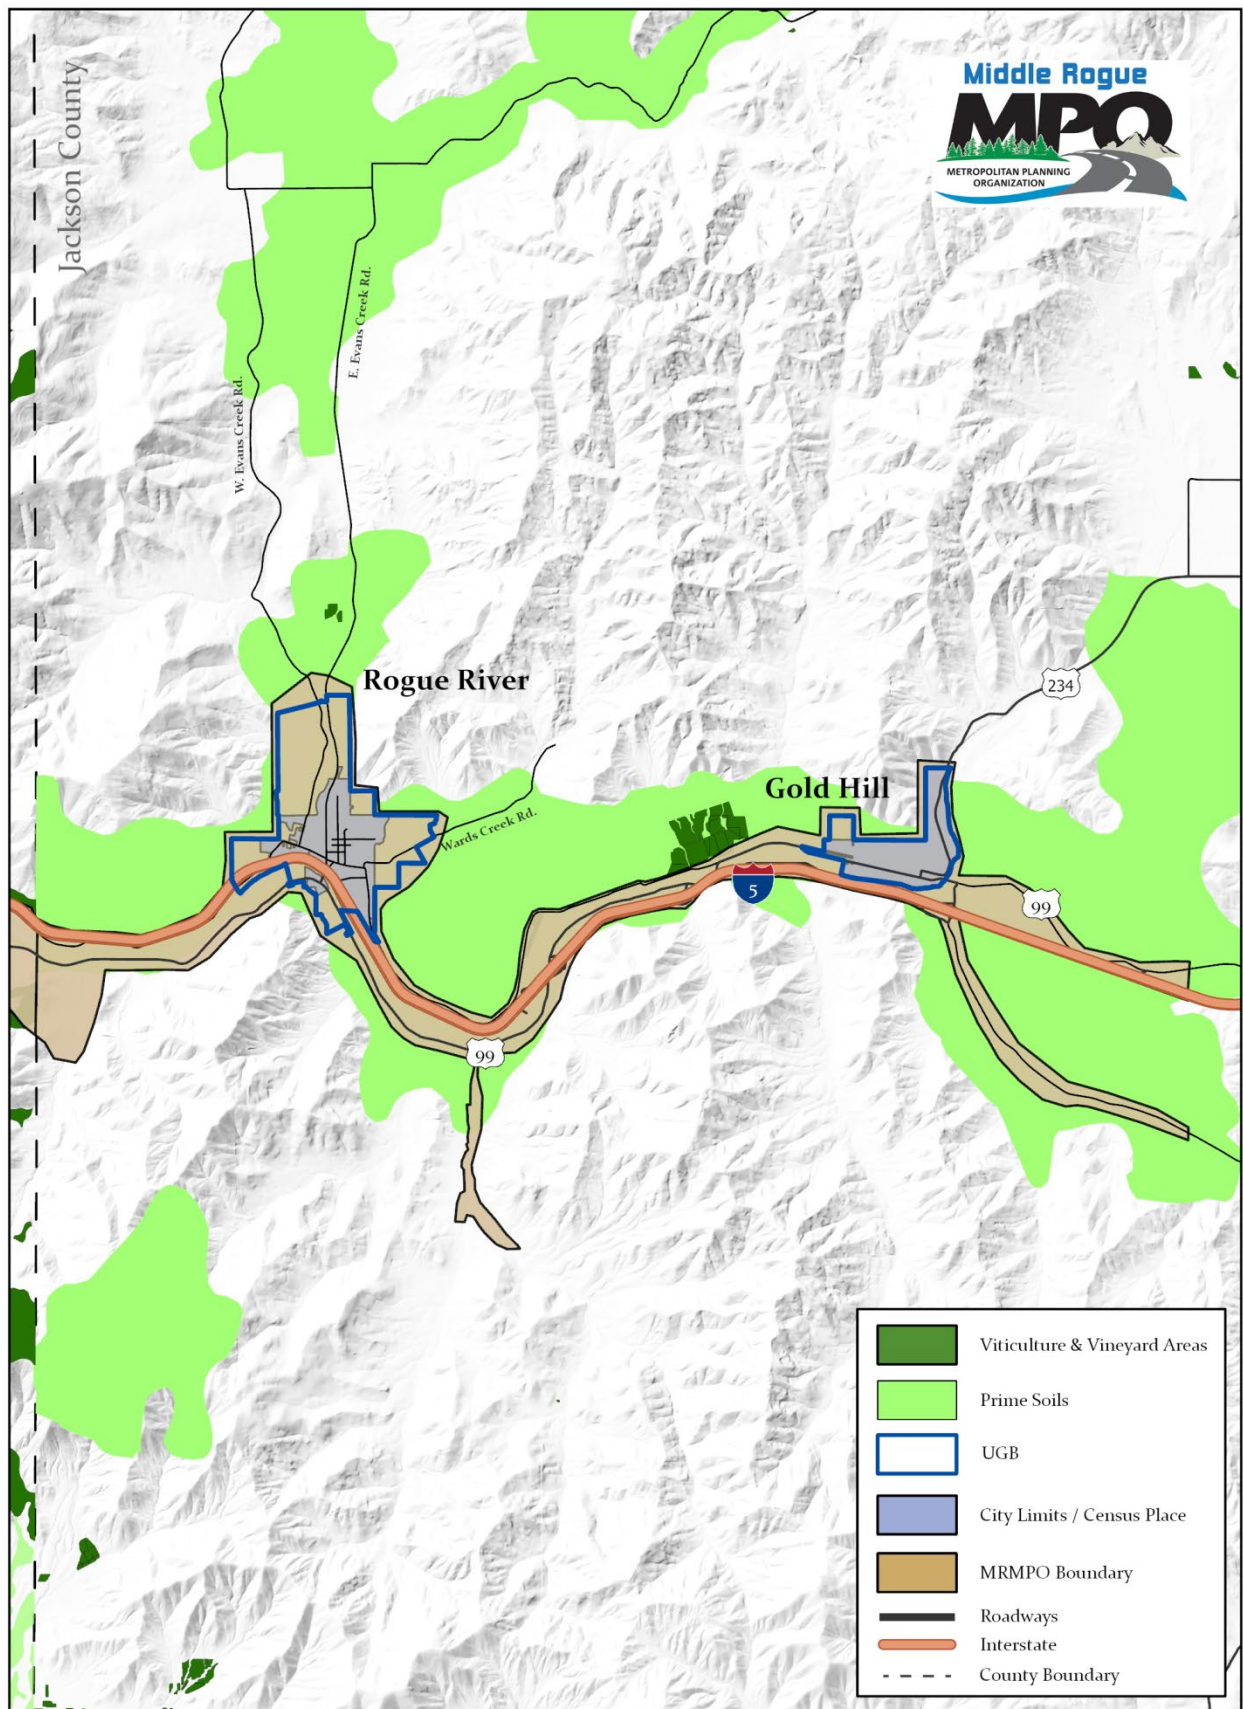 Jackson County
Middle Rogue
MPO
METROPOLITAN PLANNING
ORGANIZATION
W. Evans Creek Rd.
E. Evans Creek Rd.
Rogue River
234
Gold Hill
Wards Creek Rd.
5
99
99
Viticulture & Vineyard Areas
Prime Soils
UGB
City Limits / Census Place
MRMPO Boundary
Roadways
Interstate
County Boundary